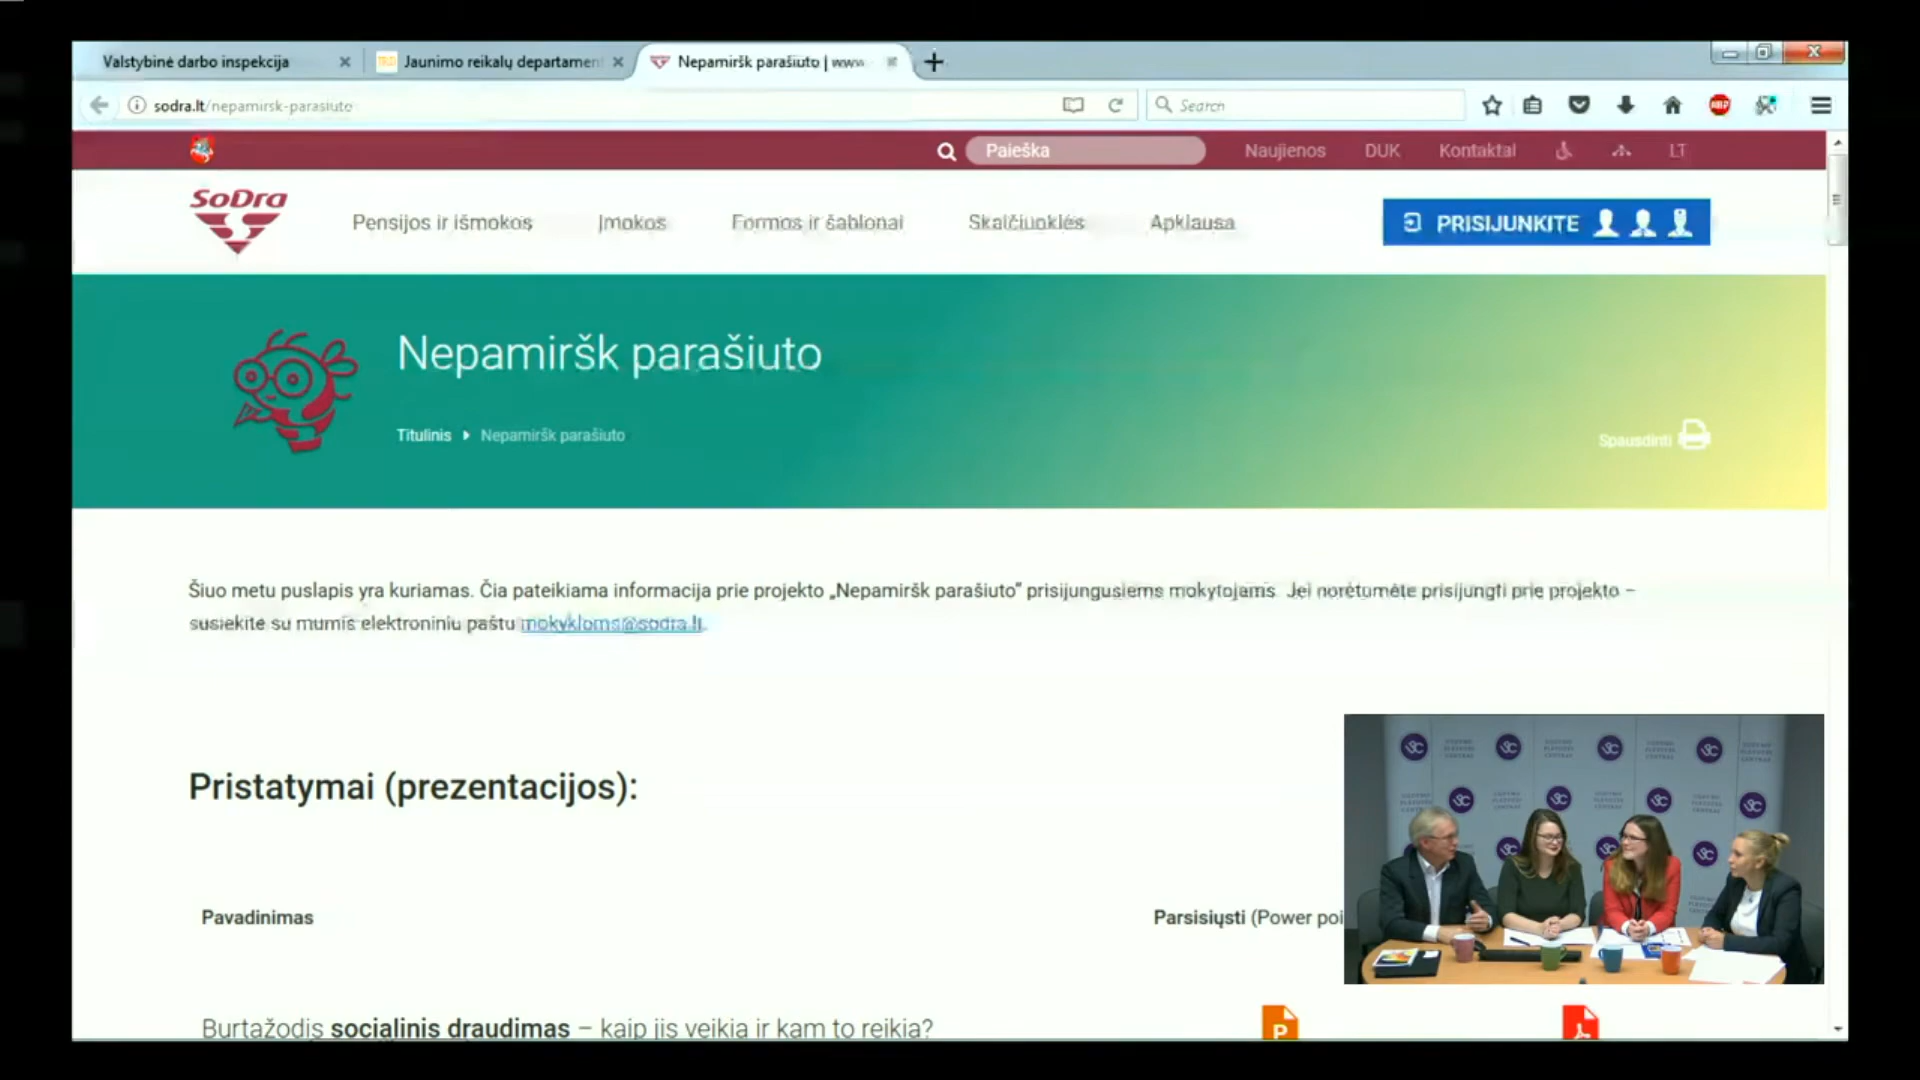 Valstybinė darbo inspekcija
Jaunimo reikalų departamen
Nepamiršk parašiuto | www
sodra.lt/nepamirsk-parasiuto
Search
ABP
Paieška
Naujienos
DUK
Kontaktai
LT
SoDra
Pensijos ir išmokos
Įmokos
Formos ir šablonai
Skaičiuoklės
Apklausa
PRISIJUNKITE
Nepamiršk parašiuto
Titulinis
Nepamiršk parašiuto
Spausdinti
Šiuo metu puslapis yra kuriamas. Čia pateikiama informacija prie projekto „Nepamiršk parašiuto“ prisijungusiems mokytojams. Jei norėtumėte prisijungti prie projekto –
susiekite su mumis elektroniniu paštu mokykloms@sodra.lt.
Pristatymai (prezentacijos):
Pavadinimas
Parsisiųsti (Power poi
Burtažodis socialinis draudimas – kaip jis veikia ir kam to reikia?
P